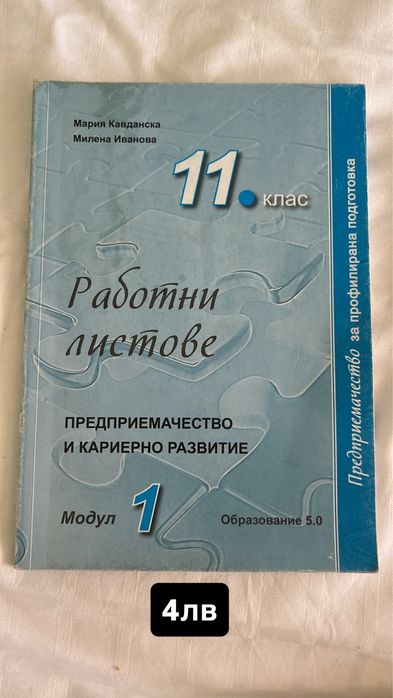 Мария Кавданска
Милена Иванова
11. клас
Работни
листове
ПРЕДПРИЕМАЧЕСТВО
И КАРИЕРНО РАЗВИТИЕ
Модул 1
Образование 5.0
Предприемачество за профилирана подготовка
4лв